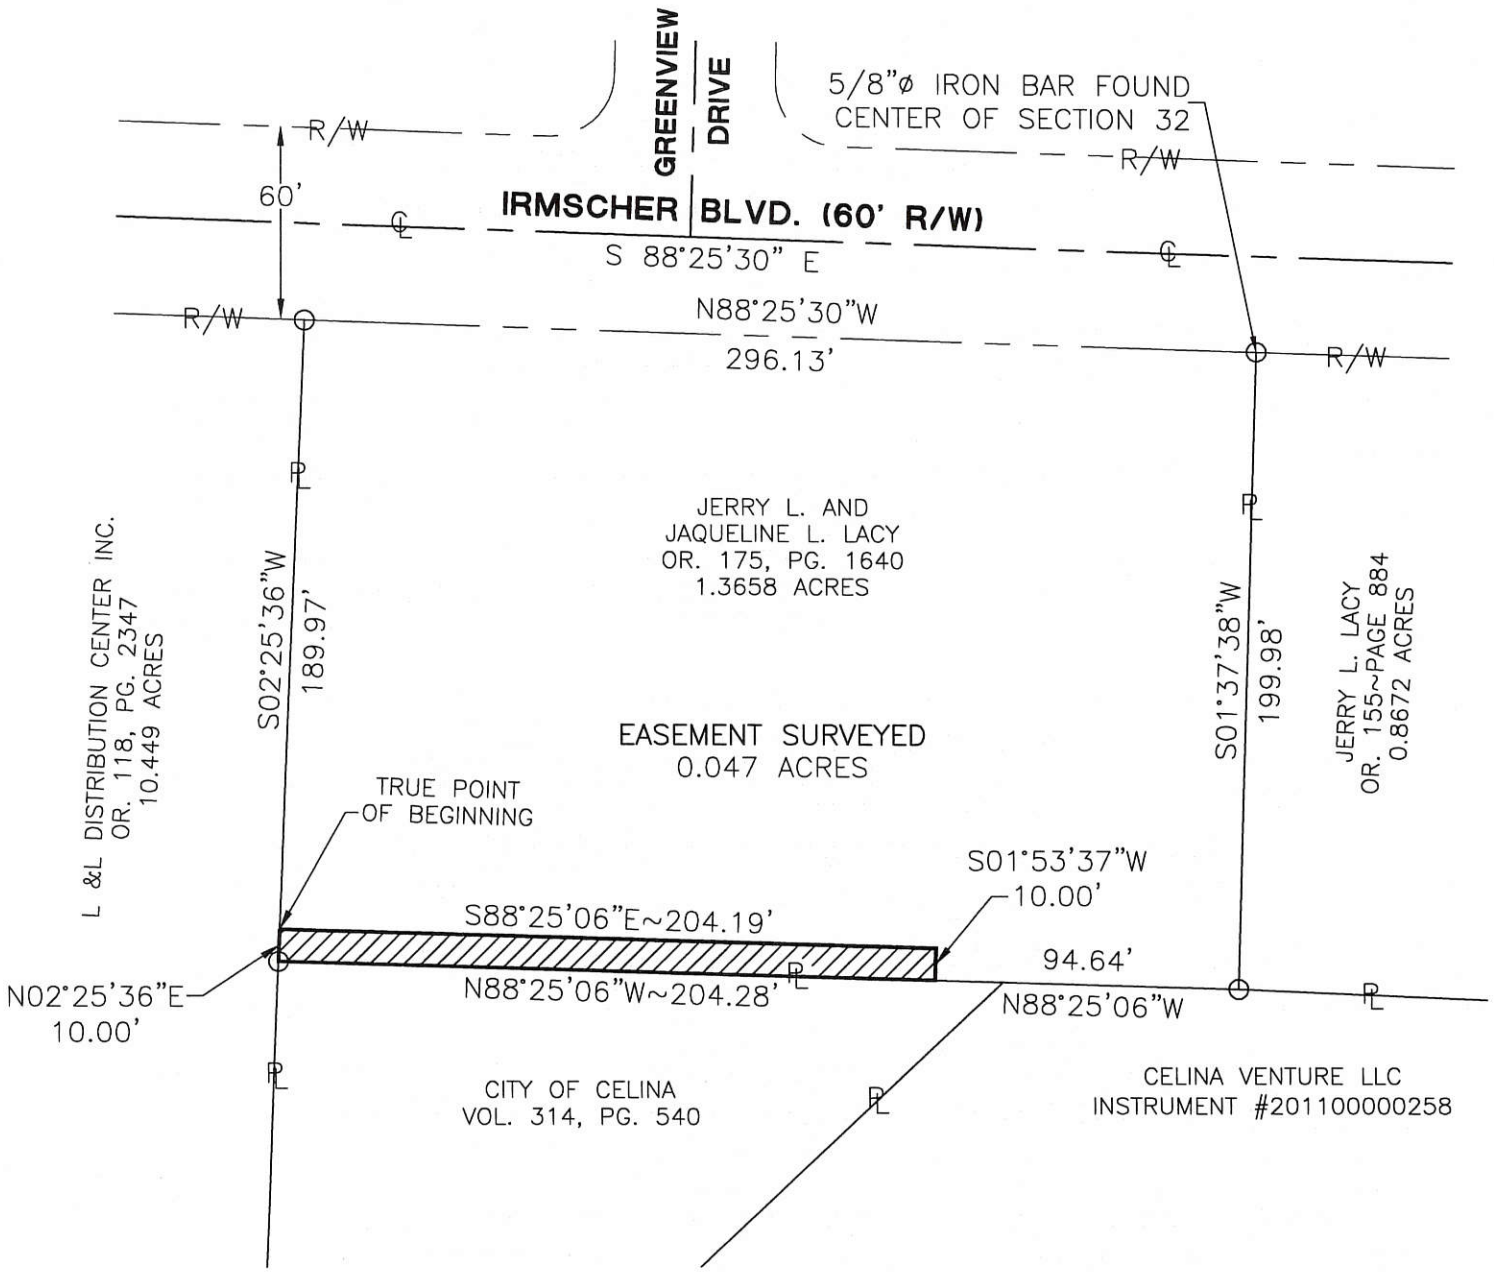 GREENVIEW
DRIVE
5/8"ø IRON BAR FOUND
CENTER OF SECTION 32
R/W
R/W
60'
IRMSCHER BLVD. (60' R/W)
℄
℄
S 88°25'30" E
N88°25'30"W
R/W
296.13'
R/W
℄
℄
JERRY L. AND
JAQUELINE L. LACY
OR. 175, PG. 1640
1.3658 ACRES
L &L DISTRIBUTION CENTER INC.
OR. 118, PG. 2347
10.449 ACRES
S02°25'36"W
189.97'
S01°37'38"W
199.98'
JERRY L. LACY
OR. 155~PAGE 884
0.8672 ACRES
EASEMENT SURVEYED
0.047 ACRES
TRUE POINT
OF BEGINNING
S01°53'37"W
10.00'
S88°25'06"E~204.19'
94.64'
N02°25'36"E
10.00'
N88°25'06"W~204.28'
PL
N88°25'06"W
PL
PL
CITY OF CELINA
VOL. 314, PG. 540
PL
CELINA VENTURE LLC
INSTRUMENT #201100000258